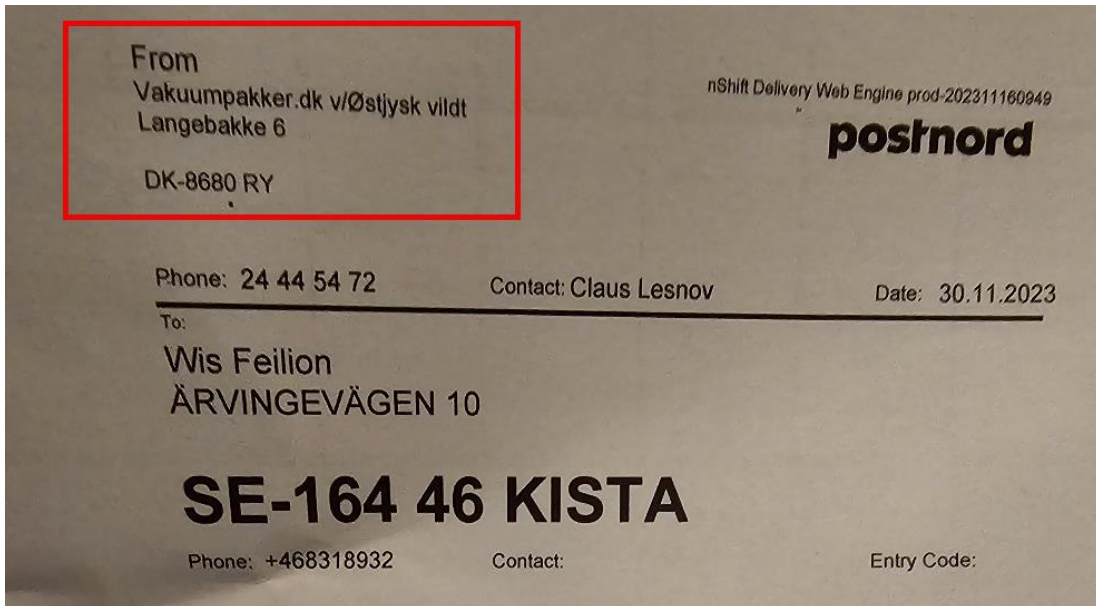 From
Vakuumpakker.dk v/Østjysk vildt
Langebakke 6
DK-8680 RY
nShift Delivery Web Engine prod-202311160949
postnord
Phone: 24 44 54 72 Contact: Claus Lesnov Date: 30.11.2023
To:
Wis Feilion
ÄRVINGEVÄGEN 10
SE-164 46 KISTA
Phone: +468318932 Contact: Entry Code: